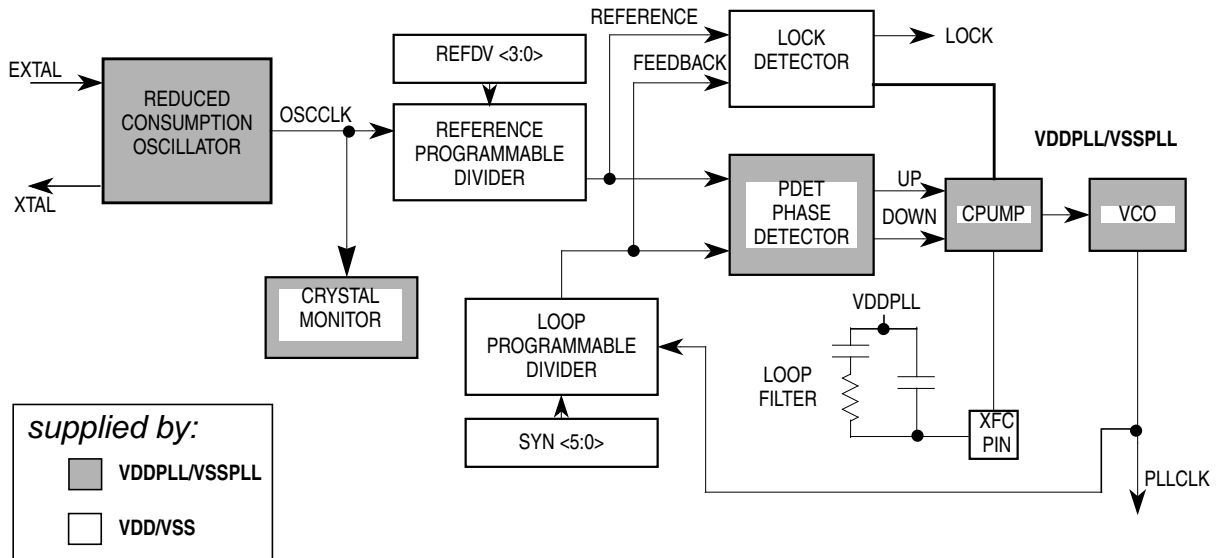 REFERENCE
REFDV <3:0>
LOCK
DETECTOR
LOCK
EXTAL
FEEDBACK
REDUCED
CONSUMPTION
OSCILLATOR
OSCCLK
REFERENCE
PROGRAMMABLE
DIVIDER
VDDPLL/VSSPLL
XTAL
PDET
PHASE
DETECTOR
UP
DOWN
CPUMP
VCO
CRYSTAL
MONITOR
LOOP
PROGRAMMABLE
DIVIDER
VDDPLL
LOOP
FILTER
XFC
PIN
SYN <5:0>
supplied by:
VDDPLL/VSSPLL
VDD/VSS
PLLCLK